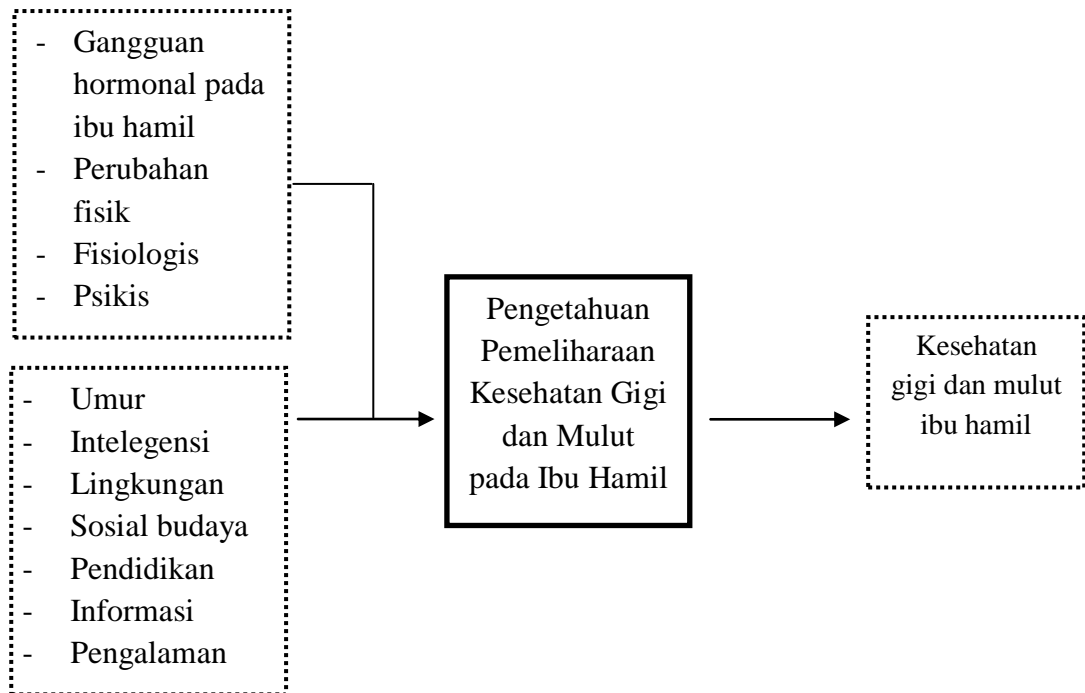 - Gangguan
hormonal pada
ibu hamil
- Perubahan
fisik
- Fisiologis
- Psikis
- Umur
- Intelegensi
- Lingkungan
- Sosial budaya
- Pendidikan
- Informasi
- Pengalaman
Pengetahuan
Pemeliharaan
Kesehatan Gigi
dan Mulut
pada Ibu Hamil
Kesehatan
gigi dan mulut
ibu hamil